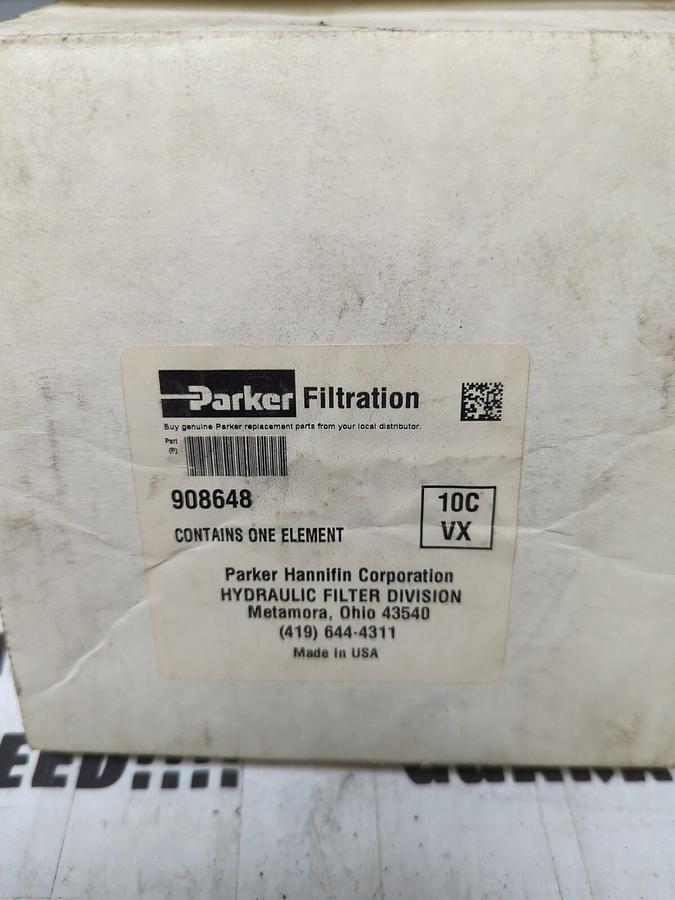 Parker Filtration
Buy genuine Parker replacement parts from your local distributor.
Part
(P)
908648
10C
VX
CONTAINS ONE ELEMENT
Parker Hannifin Corporation
HYDRAULIC FILTER DIVISION
Metamora, Ohio 43540
(419) 644-4311
Made in USA